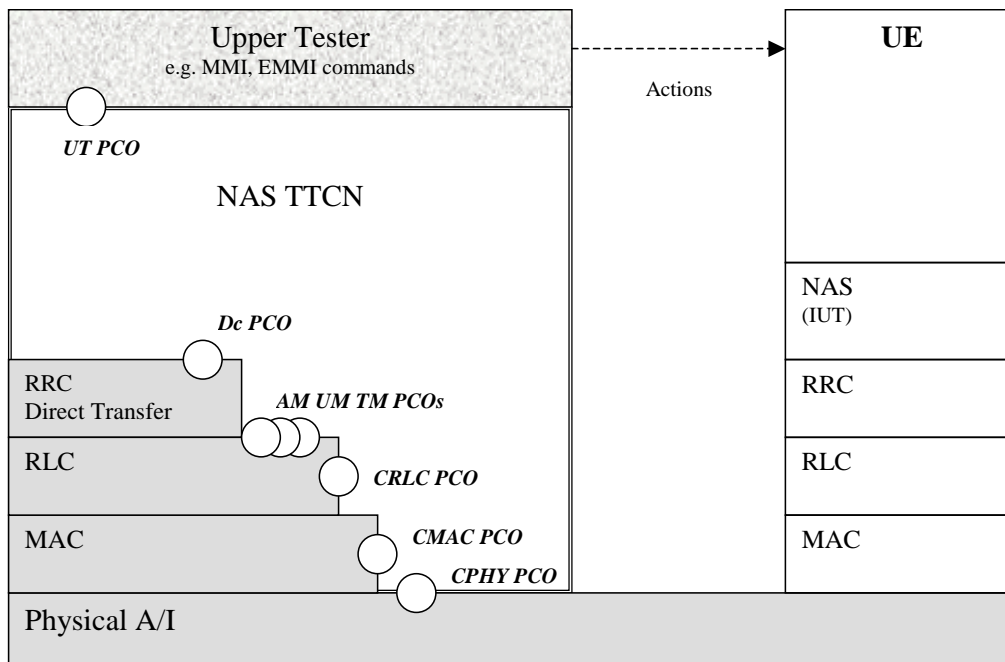 Upper Tester
e.g. MMI, EMMI commands
UE
Actions
UT PCO
NAS TTCN
NAS
(IUT)
Dc PCO
RRC
Direct Transfer
AM UM TM PCOs
RRC
RLC
CRLC PCO
RLC
MAC
CMAC PCO
MAC
CPHY PCO
Physical A/I